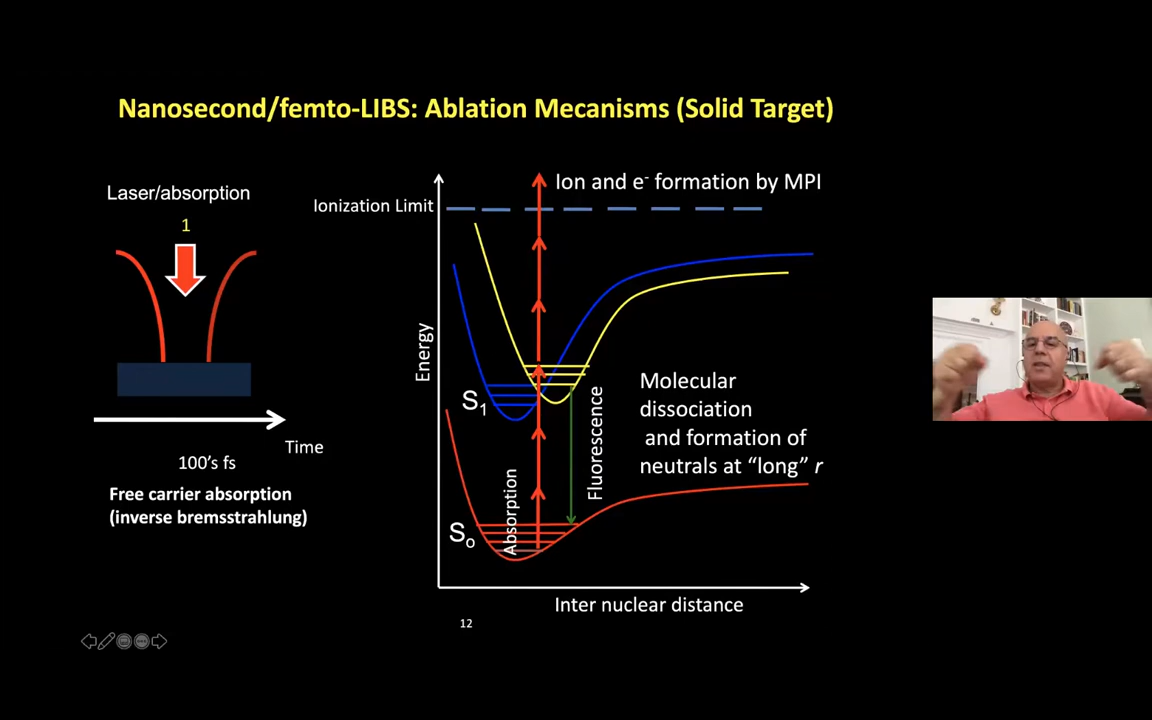 Nanosecond/femto-LIBS: Ablation Mecanisms (Solid Target)
Laser/absorption
1
Time
100's fs
Free carrier absorption
(inverse bremsstrahlung)
Ion and e- formation by MPI
Ionization Limit
Energy
S1
So
Absorption
Fluorescence
Molecular
dissociation
and formation of
neutrals at “long” r
Inter nuclear distance
12